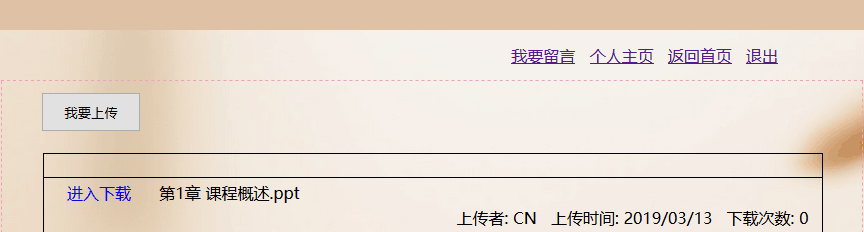 我要留言 个人主页 返回首页 退出
我要上传
进入下载 第1章 课程概述.ppt
上传者: CN 上传时间: 2019/03/13 下载次数: 0